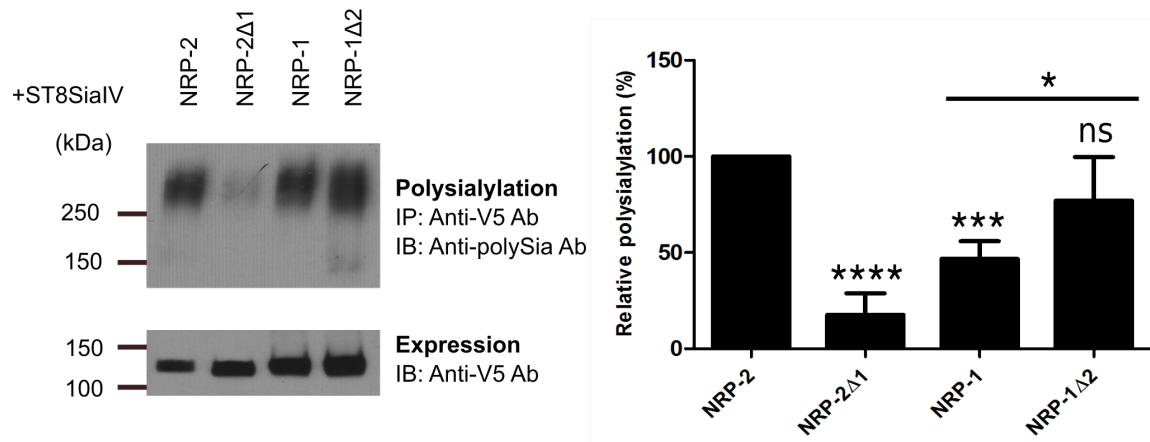 +ST8SiaIV
NRP-2
NRP-2Δ1
NRP-1
NRP-1Δ2
(kDa)
250
150
Polysialylation
IP: Anti-V5 Ab
IB: Anti-polySia Ab
150
100
Expression
IB: Anti-V5 Ab
Relative polysialylation (%)
150
100
50
0
****
***
*
ns
NRP-2
NRP-2Δ1
NRP-1
NRP-1Δ2